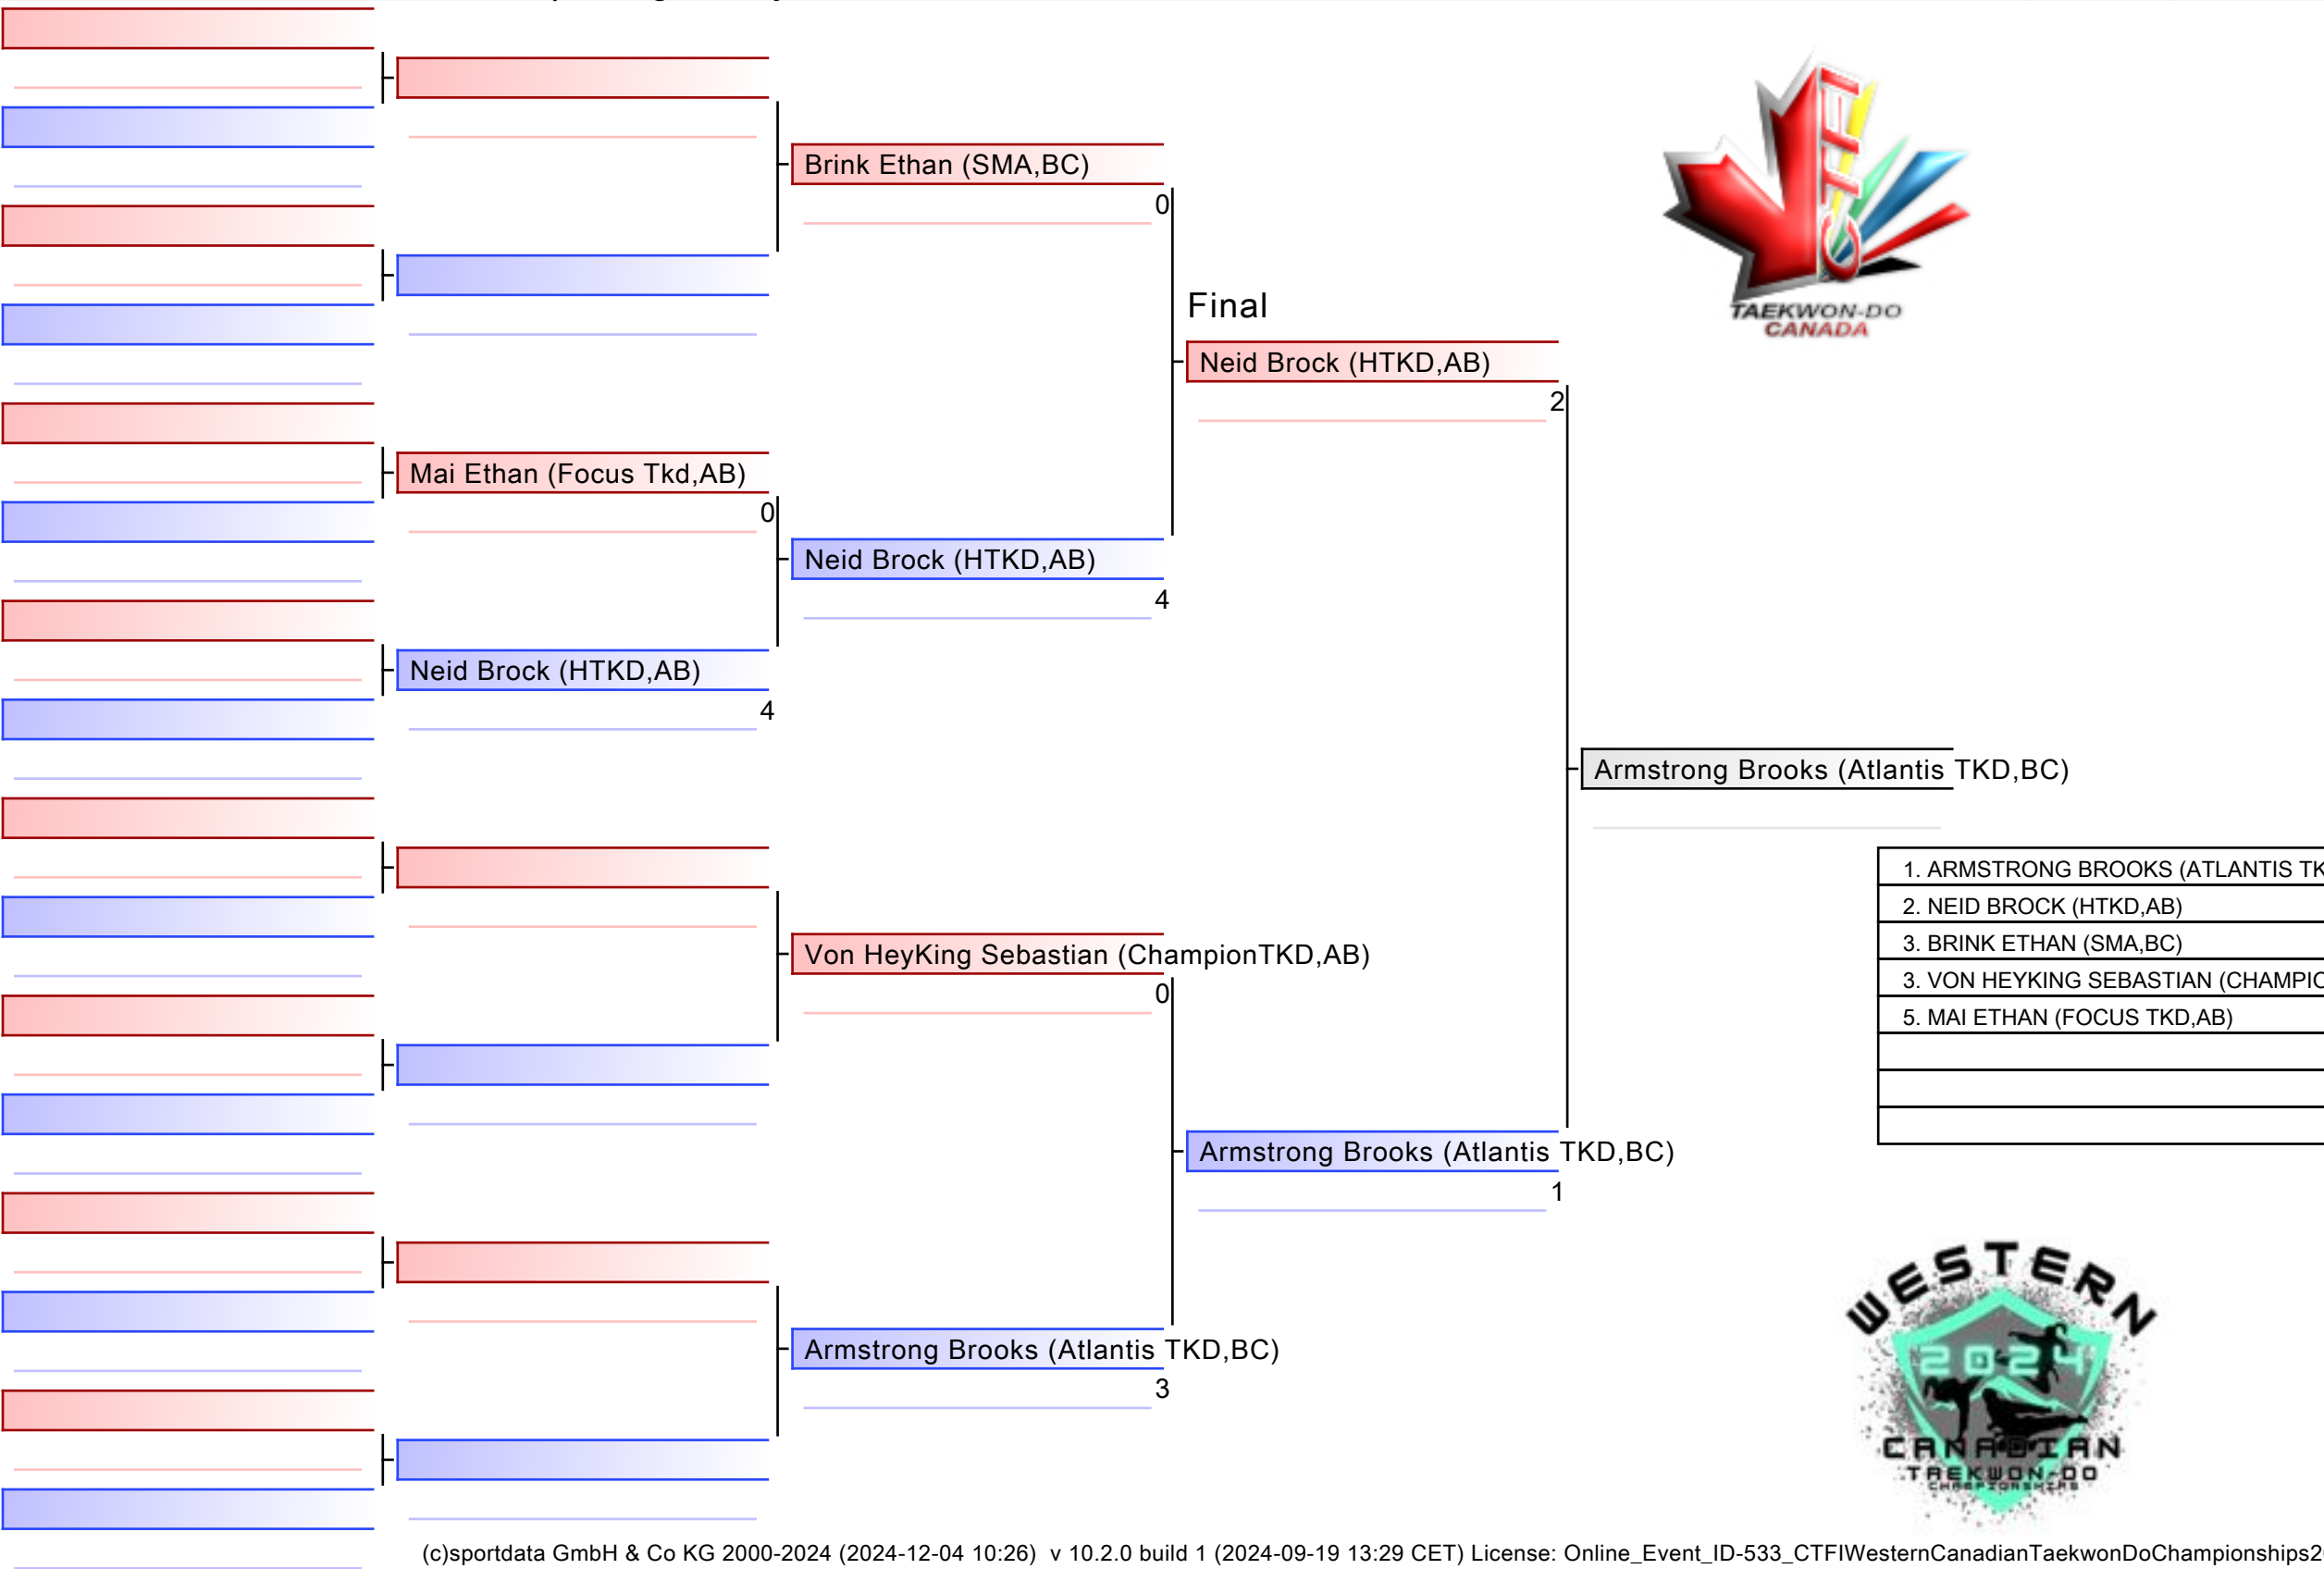 Brink Ethan (SMA,BC)
0
Final
Neid Brock (HTKD,AB)
2
Mai Ethan (Focus Tkd,AB)
0
Neid Brock (HTKD,AB)
4
Neid Brock (HTKD,AB)
4
Armstrong Brooks (Atlantis TKD,BC)
Von HeyKing Sebastian (ChampionTKD,AB)
0
Armstrong Brooks (Atlantis TKD,BC)
1
Armstrong Brooks (Atlantis TKD,BC)
3
1. ARMSTRONG BROOKS (ATLANTIS TK
2. NEID BROCK (HTKD,AB)
3. BRINK ETHAN (SMA,BC)
3. VON HEYKING SEBASTIAN (CHAMPIO
5. MAI ETHAN (FOCUS TKD,AB)
CTFI
TAEKWON-DO
CANADA
WESTERN
2024
CANADIAN
TAEKWON-DO
CHAMPIONSHIPS
(c)sportdata GmbH & Co KG 2000-2024 (2024-12-04 10:26) v 10.2.0 build 1 (2024-09-19 13:29 CET) License: Online_Event_ID-533_CTFIWesternCanadianTaekwonDoChampionships2